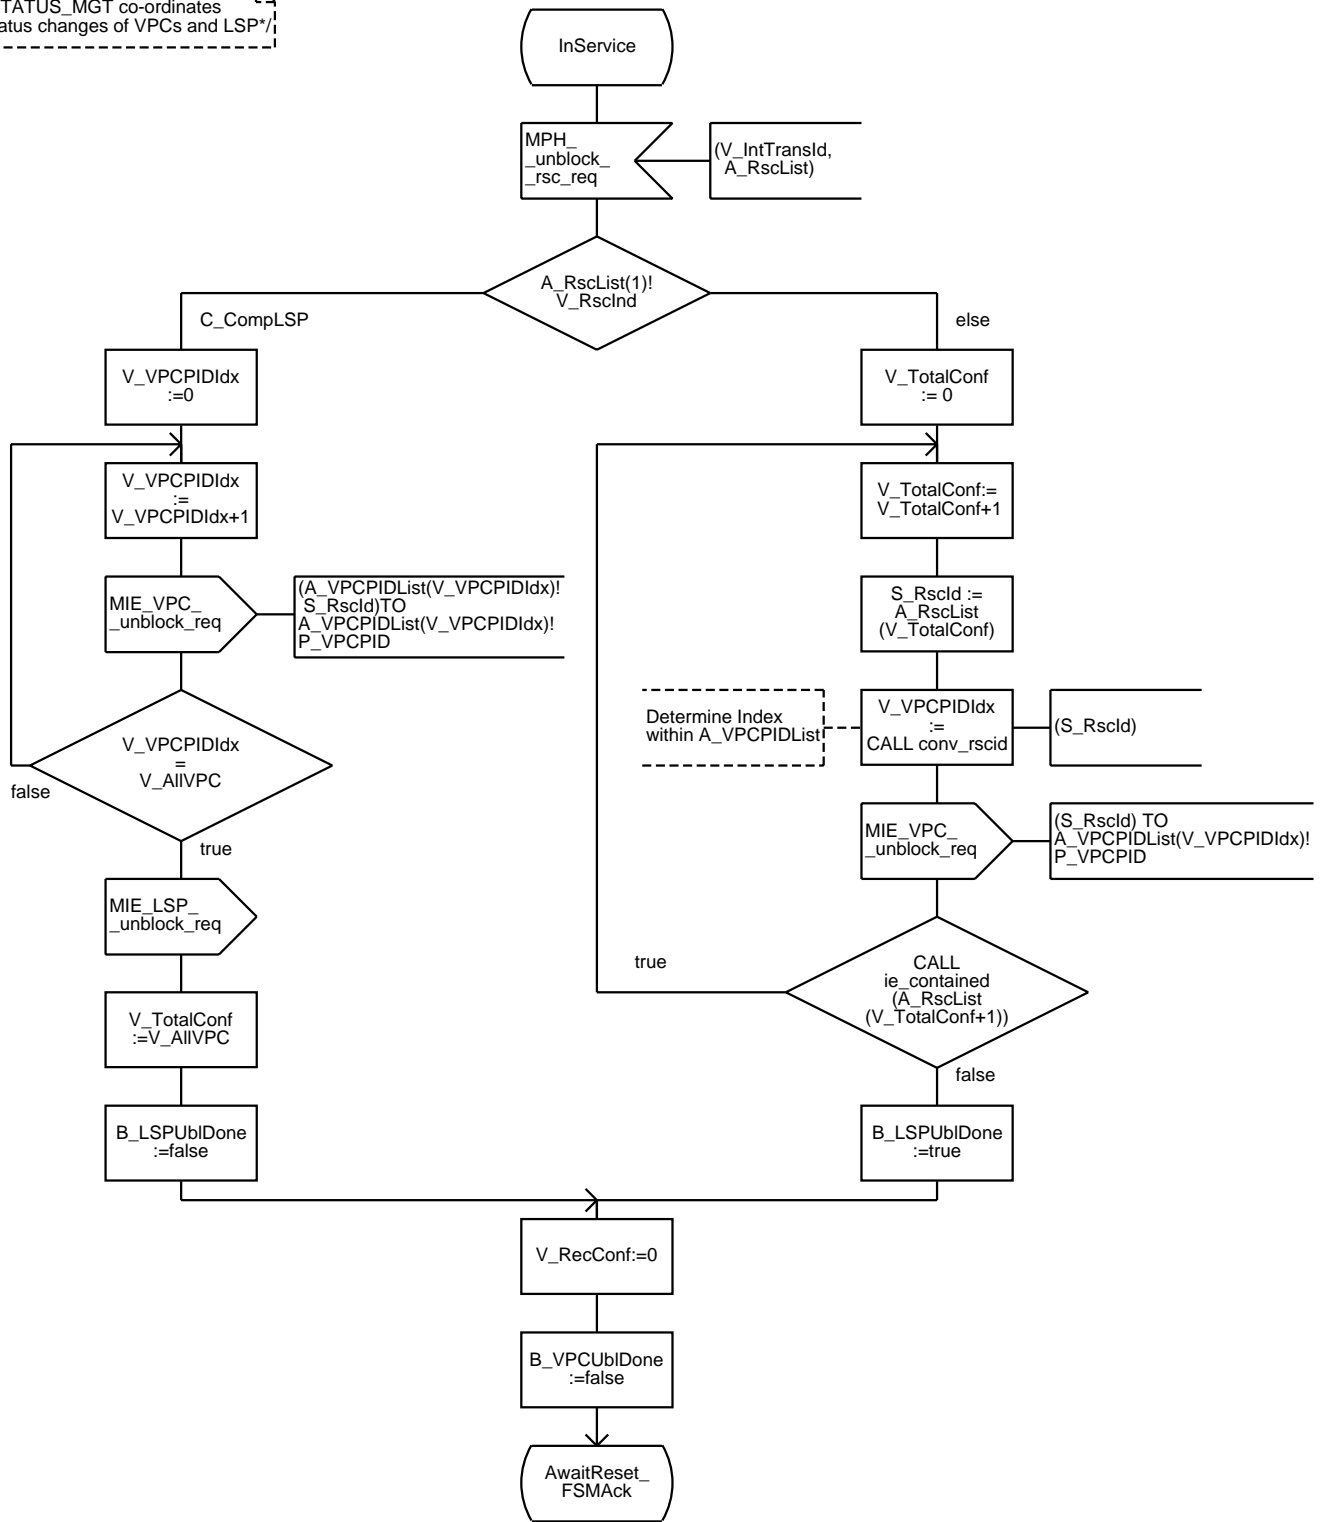 TATUS_MGT co-ordinates
atus changes of VPCs and LSP*/
InService
MPH_
_unblock_
_rsc_req
(V_IntTransId,
A_RscList)
A_RscList(1)!
V_RscInd
C_CompLSP
else
V_VPCPIDIdx
:=0
V_TotalConf
:= 0
V_VPCPIDIdx
:=
V_VPCPIDIdx+1
V_TotalConf:=
V_TotalConf+1
MIE_VPC_
_unblock_req
(A_VPCPIDList(V_VPCPIDIdx)!
S_RscId)TO
A_VPCPIDList(V_VPCPIDIdx)!
P_VPCPID
S_RscId :=
A_RscList
(V_TotalConf)
Determine Index
within A_VPCPIDList
V_VPCPIDIdx
:=
CALL conv_rscid
(S_RscId)
V_VPCPIDIdx
=
V_AllVPC
false
true
MIE_VPC_
_unblock_req
(S_RscId) TO
A_VPCPIDList(V_VPCPIDIdx)!
P_VPCPID
MIE_LSP_
_unblock_req
true
CALL
ie_contained
(A_RscList
(V_TotalConf+1))
false
V_TotalConf
:=V_AllVPC
B_LSPUblDone
:=false
B_LSPUblDone
:=true
V_RecConf:=0
B_VPCUblDone
:=false
AwaitReset_
FSMAck